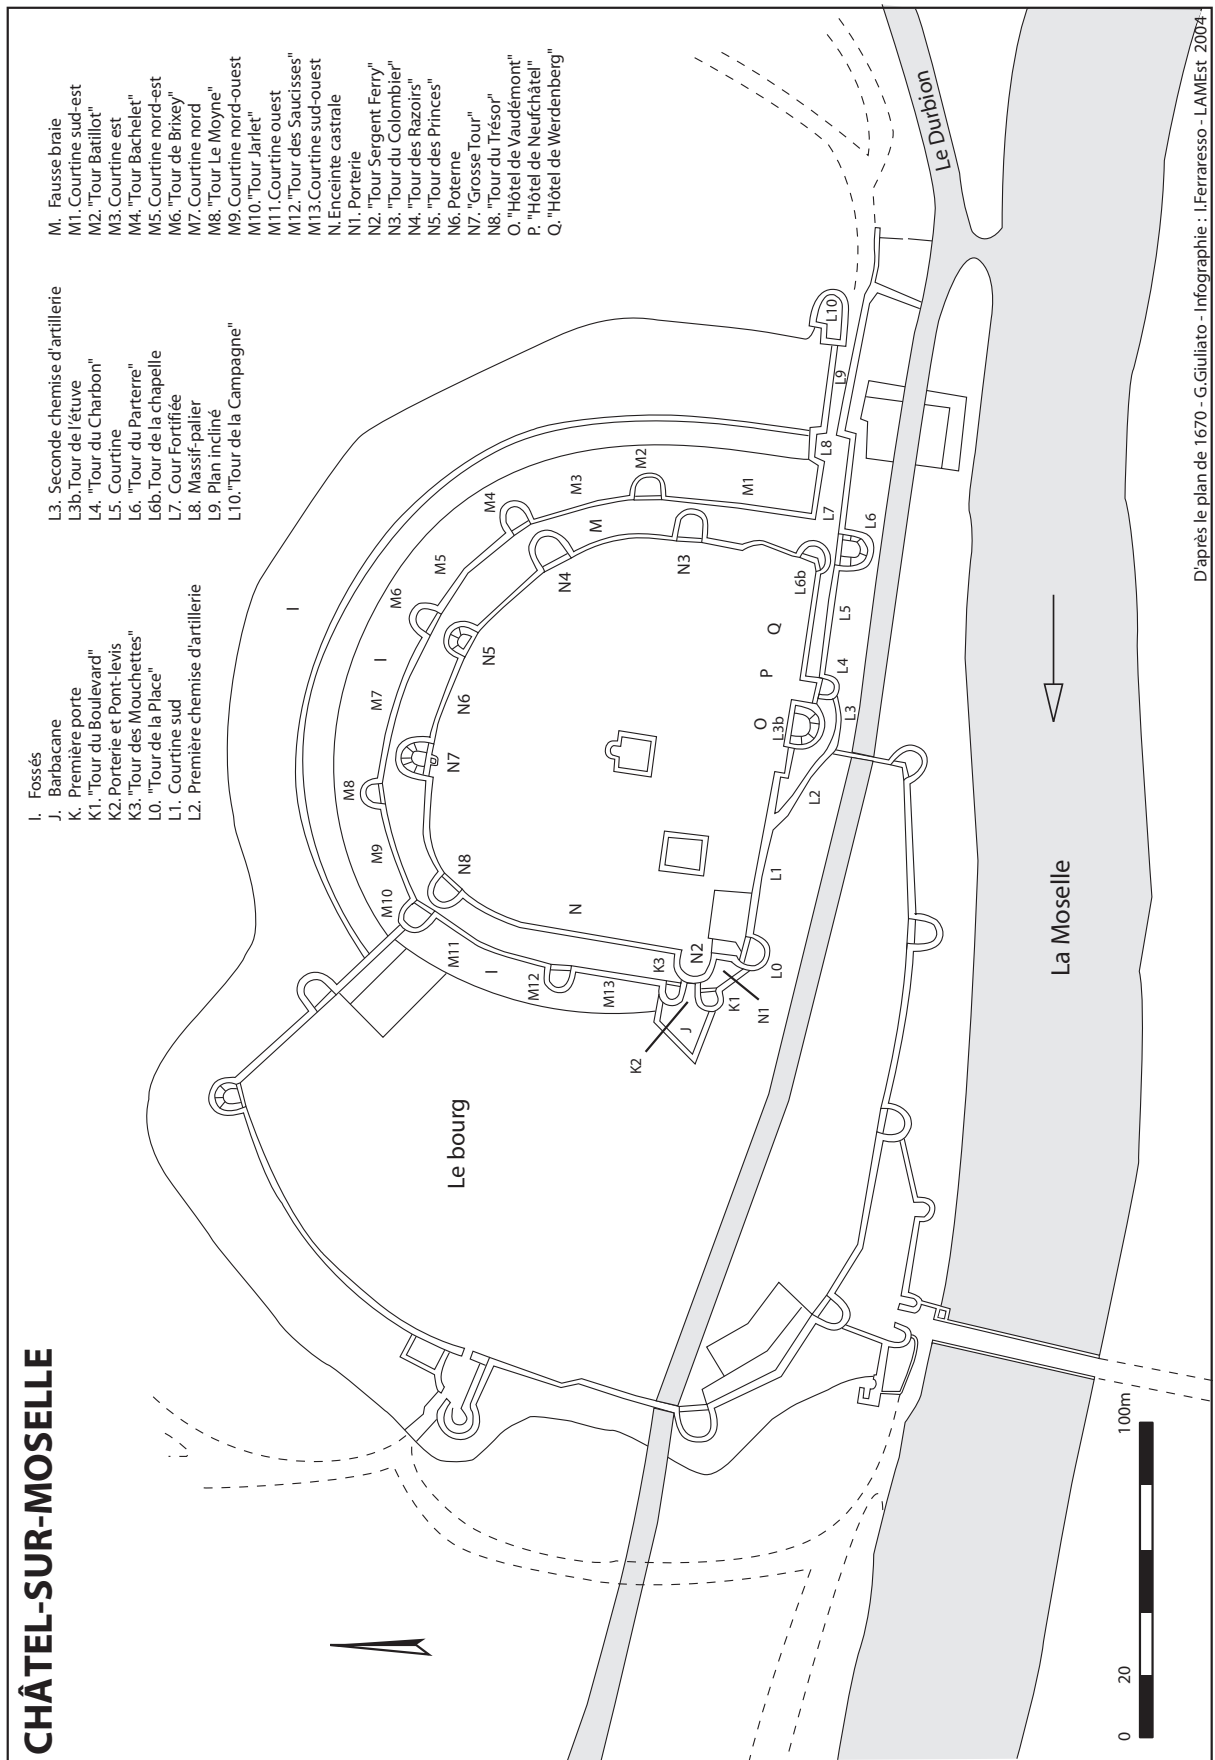 CHÂTEL-SUR-MOSELLE
I. Fossés
J. Barbacane
K. Première porte
K1. "Tour du Boulevard"
K2. Porterie et Pont-levis
K3. "Tour des Mouchettes"
L0. "Tour de la Place"
L1. Courtine sud
L2. Première chemise d'artillerie
L3. Seconde chemise d'artillerie
L3b. Tour de l'étuve
L4. "Tour du Charbon"
L5. Courtine
L6. "Tour du Parterre"
L6b. Tour de la chapelle
L7. Cour Fortifiée
L8. Massif-palier
L9. Plan incliné
L10. "Tour de la Campagne"
M. Fausse braie
M1. Courtine sud-est
M2. "Tour Batillot"
M3. Courtine est
M4. "Tour Bachelet"
M5. Courtine nord-est
M6. "Tour de Brixey"
M7. Courtine nord
M8. "Tour Le Moyne"
M9. Courtine nord-ouest
M10. "Tour Jarlet"
M11. Courtine ouest
M12. "Tour des Saucisses"
M13. Courtine sud-ouest
N. Enceinte castrale
N1. Porterie
N2. "Tour Sergent Ferry"
N3. "Tour du Colombier"
N4. "Tour des Razoirs"
N5. "Tour des Princes"
N6. Poterne
N7. "Grosse Tour"
N8. "Tour du Trésor"
O. "Hôtel de Vaudémont"
P. "Hôtel de Neufchâtel"
Q. "Hôtel de Werdenberg"
I
M6
M5
M4
I
M7
M8
M9
M10
N5
N4
M
M3
M2
N6
N7
N8
M11
I
N
M12
M13
K3
N2
N3
M1
K2
J
K1
N1
L0
L1
L2
O
L3b
P
Q
L6b
L7
L8
L9
L10
L3
L4
L5
L6
Le bourg
Le Durbion
La Moselle
0
20
100m
D'après le plan de 1670 - G.Giuliato - Infographie : I.Ferraresso - LAMEst 2004